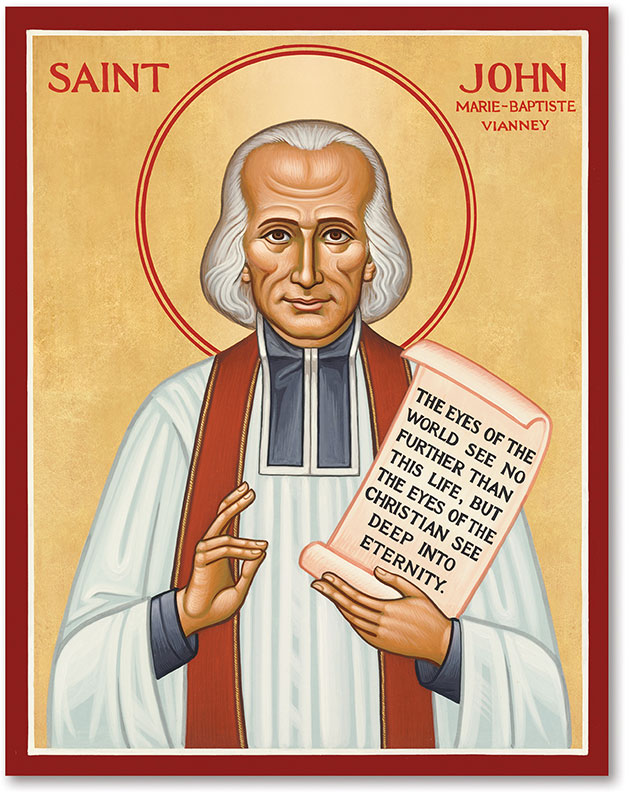 SAINT
JOHN
MARIE-BAPTISTE
VIANNEY
THE EYES OF THE
WORLD SEE NO
FURTHER THAN
THIS LIFE, BUT
THE EYES OF THE
CHRISTIAN SEE
DEEP INTO
ETERNITY.